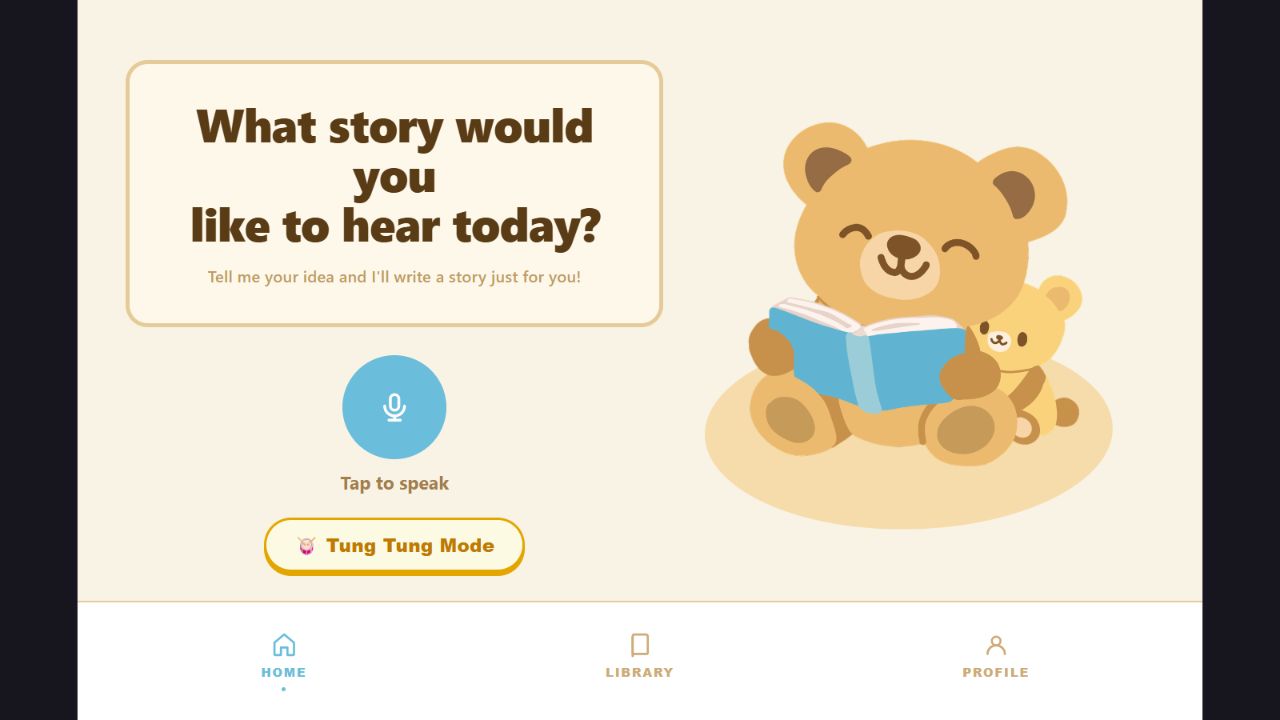 What story would
you
like to hear today?
Tell me your idea and I'll write a story just for you!
Tap to speak
Tung Tung Mode
HOME
LIBRARY
PROFILE